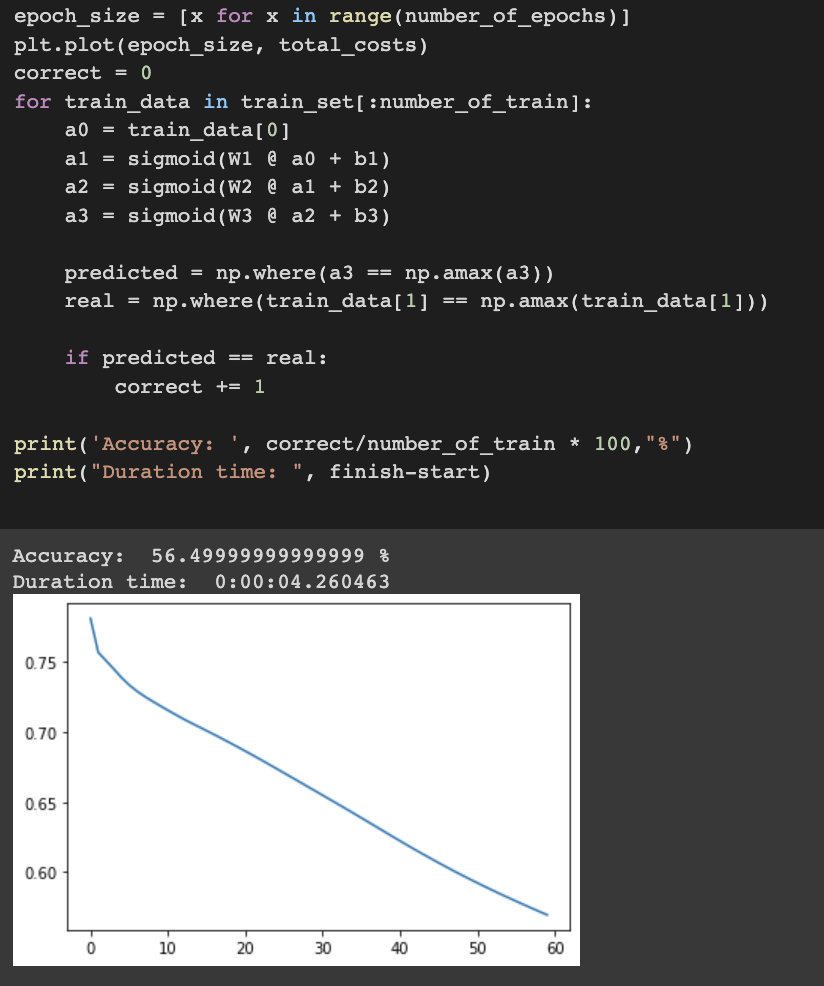 epoch_size = [x for x in range(number_of_epochs)]
plt.plot(epoch_size, total_costs)
correct = 0
for train_data in train_set[:number_of_train]:
    a0 = train_data[0]
    a1 = sigmoid(W1 @ a0 + b1)
    a2 = sigmoid(W2 @ a1 + b2)
    a3 = sigmoid(W3 @ a2 + b3)

    predicted = np.where(a3 == np.amax(a3))
    real = np.where(train_data[1] == np.amax(train_data[1]))

    if predicted == real:
        correct += 1

print('Accuracy: ', correct/number_of_train * 100,"%")
print("Duration time: ", finish-start)
Accuracy:  56.49999999999999 %
Duration time:  0:00:04.260463
0.75
0.70
0.65
0.60
0 10 20 30 40 50 60